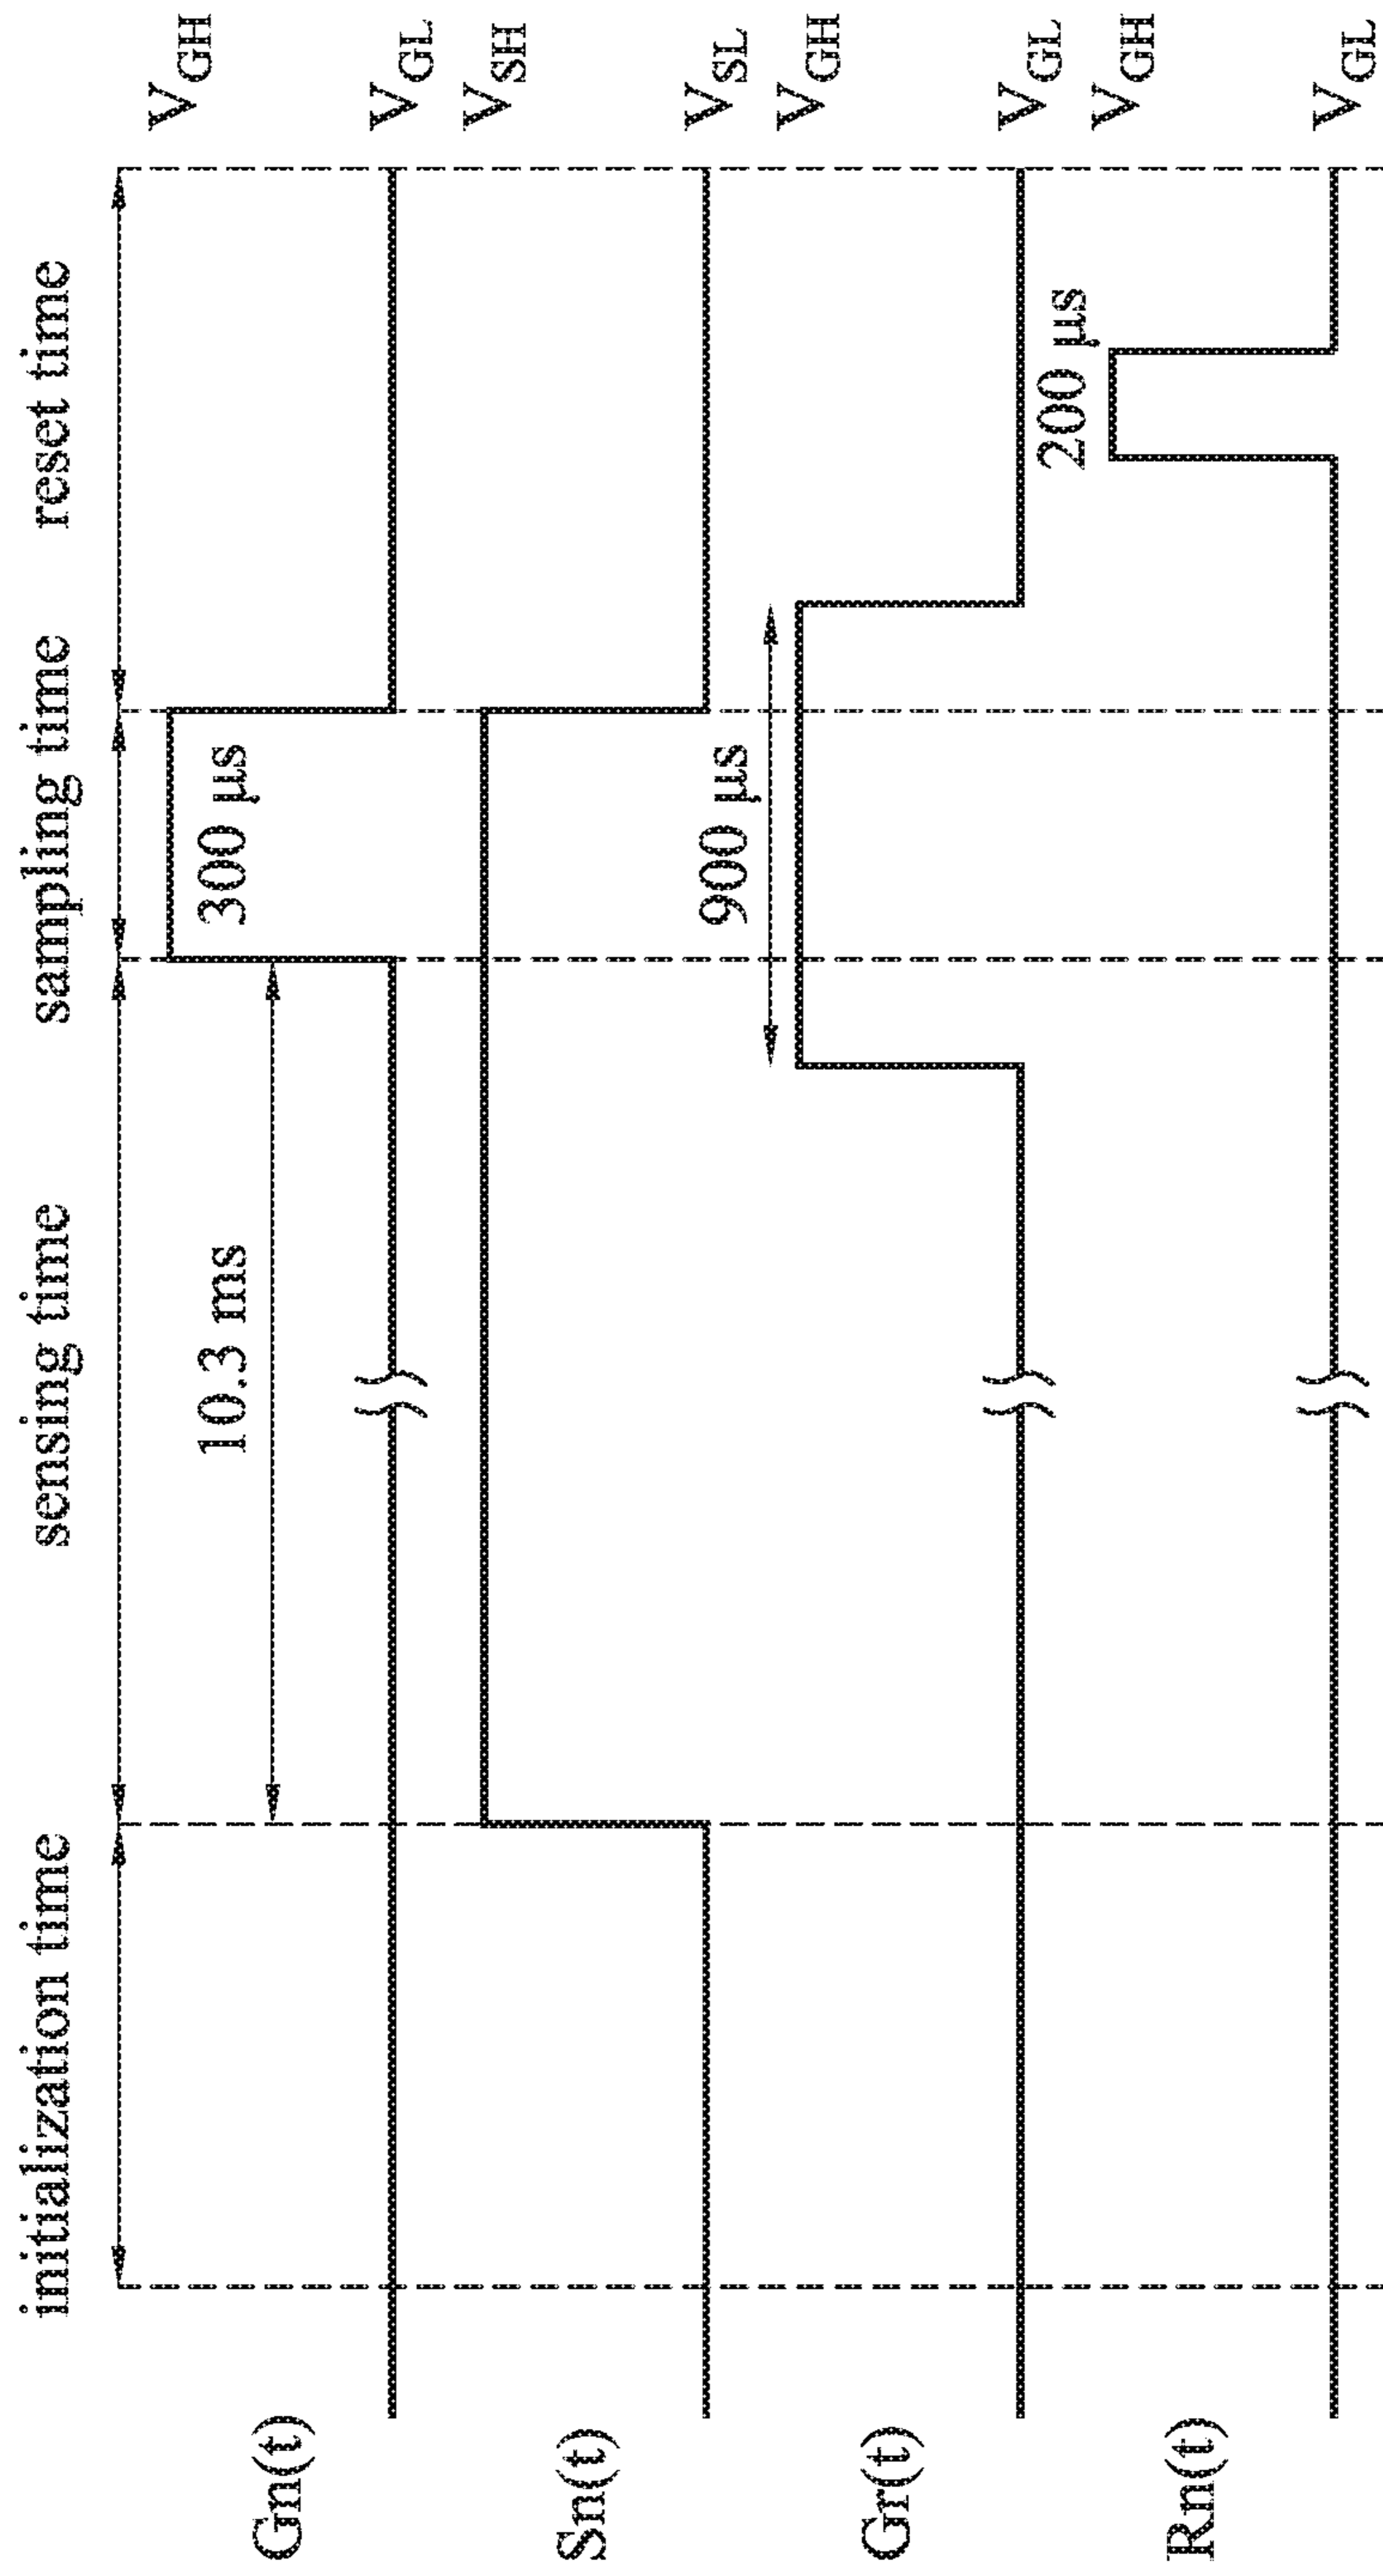 initialization time
sensing time
sampling time
reset time
Gn(t)
10.3 ms
300 μs
V_GH
V_GL
Sn(t)
V_SH
V_SL
Gr(t)
900 μs
V_GH
V_GL
Rn(t)
200 μs
V_GH
V_GL